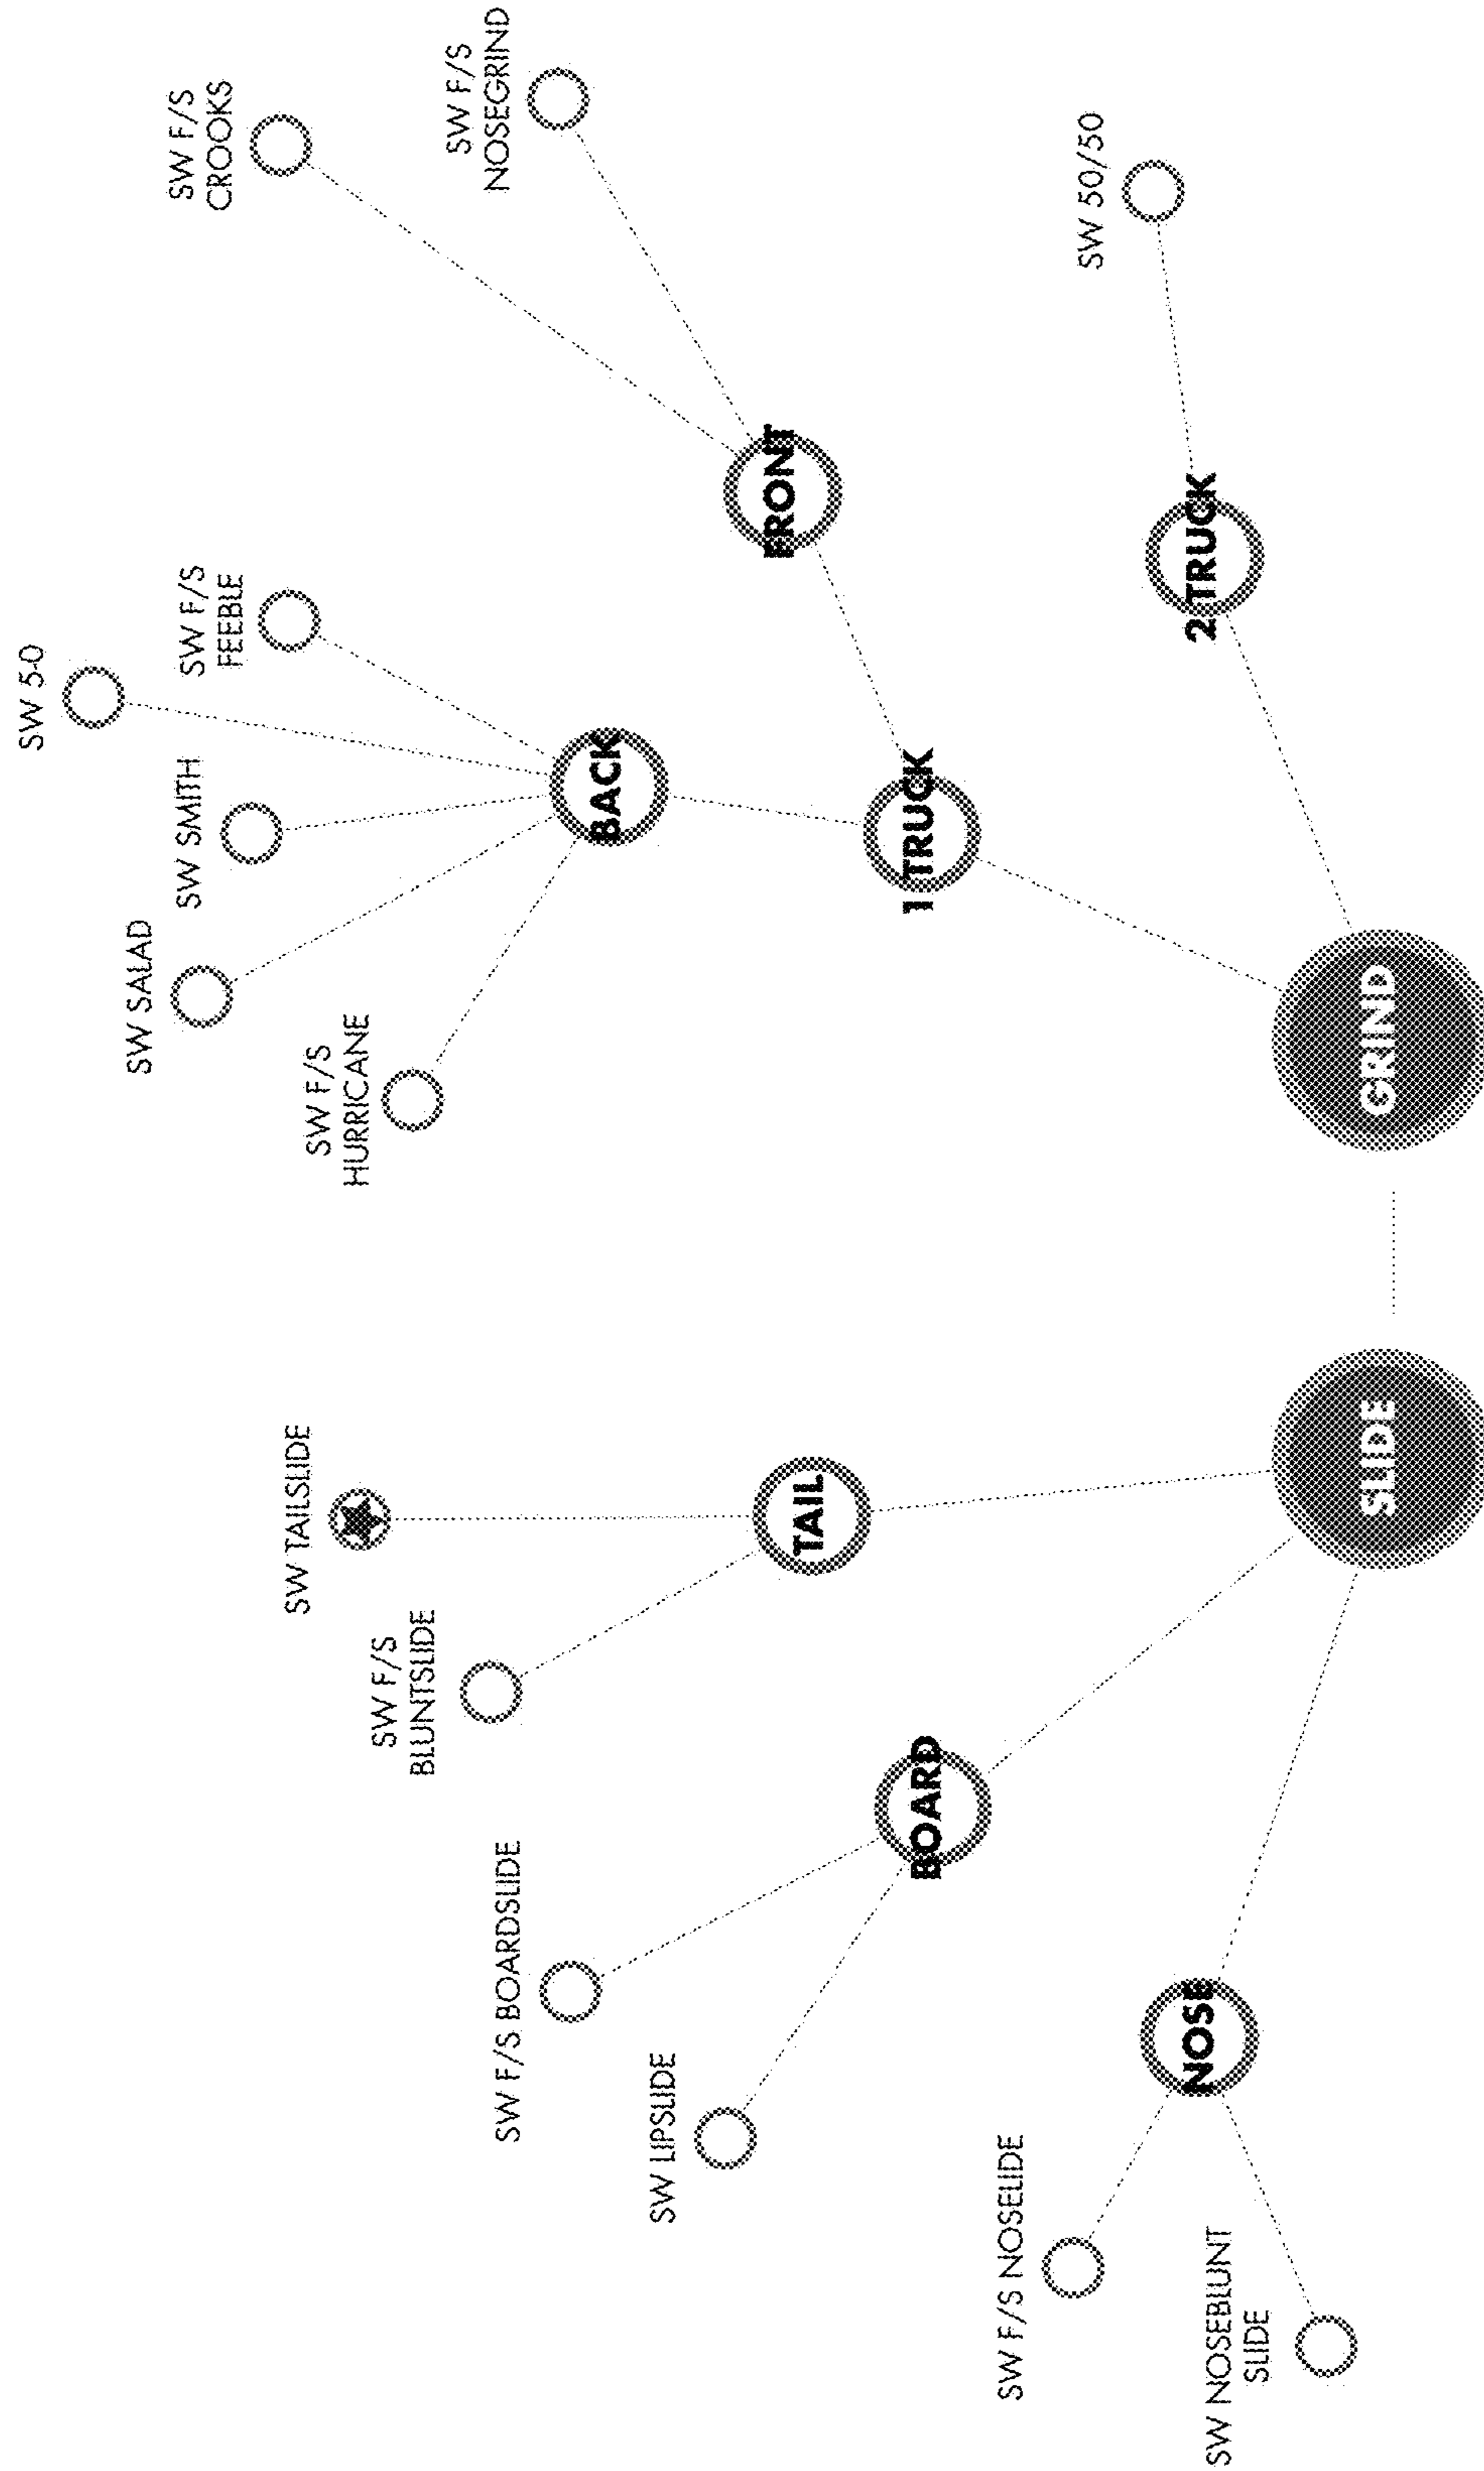 SW TAILSLIDE
SW F/S
BLUNTSLIDE
SW F/S BOARDSLIDE
SW LIPSLIDE
SW F/S NOSELIDE
SW NOSEBLUNT
SLIDE
TAIL
BOARD
NOSE
SLIDE
SW 5-0
SW F/S
FEEBLE
SW SMITH
SW SALAD
SW F/S
HURRICANE
SW F/S
CROOKS
SW F/S
NOSEGRIND
SW 50/50
BACK
FRONT
1 TRUCK
2 TRUCK
GRIND